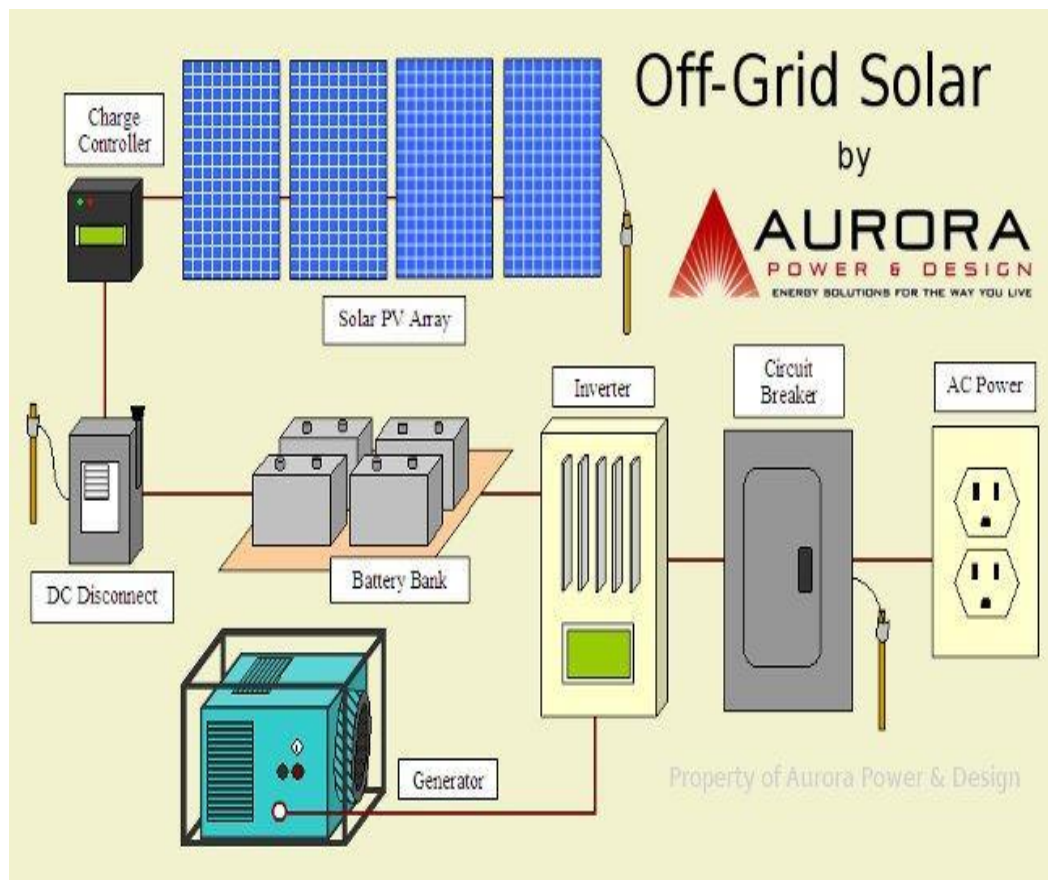 Off-Grid Solar
by
AURORA
POWER & DESIGN
ENERGY SOLUTIONS FOR THE WAY YOU LIVE
Charge
Controller
Solar PV Array
Inverter
Circuit
Breaker
AC Power
DC Disconnect
Battery Bank
Generator
Property of Aurora Power & Design